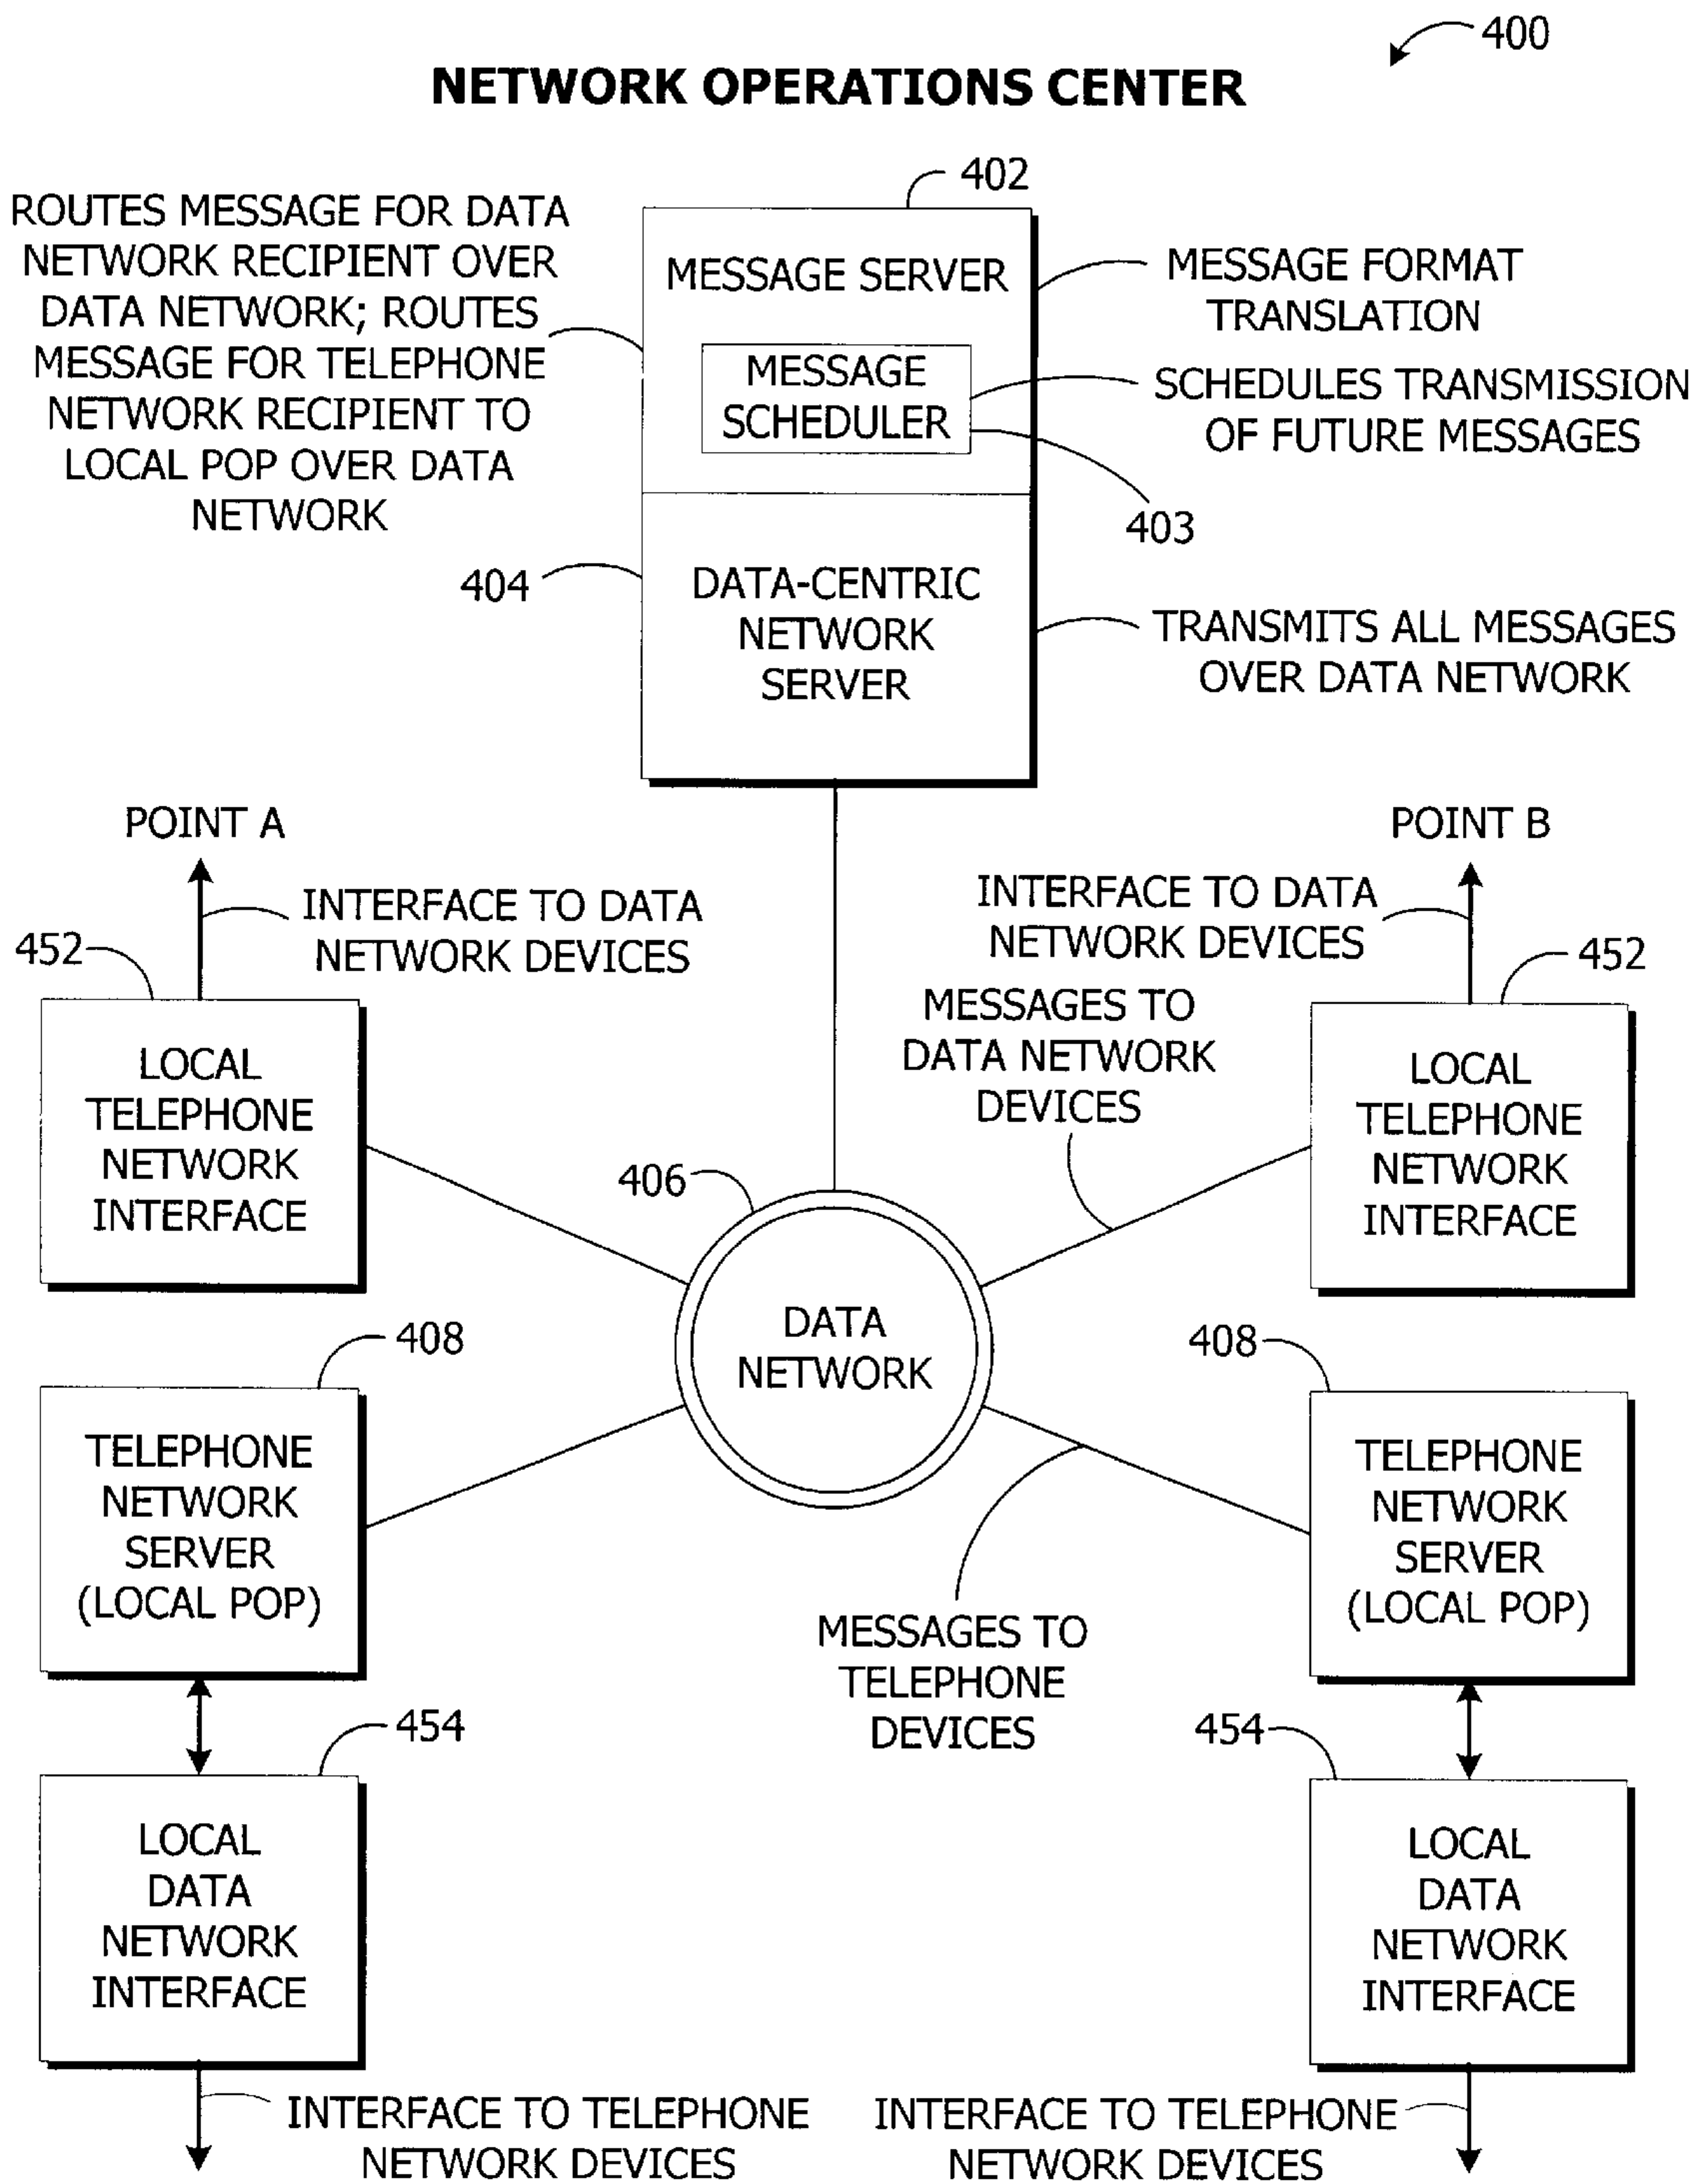 400
NETWORK OPERATIONS CENTER
402
ROUTES MESSAGE FOR DATA
NETWORK RECIPIENT OVER
DATA NETWORK; ROUTES
MESSAGE FOR TELEPHONE
NETWORK RECIPIENT TO
LOCAL POP OVER DATA
NETWORK
MESSAGE SERVER
MESSAGE
SCHEDULER
MESSAGE FORMAT
TRANSLATION
SCHEDULES TRANSMISSION
OF FUTURE MESSAGES
403
404
DATA-CENTRIC
NETWORK
SERVER
TRANSMITS ALL MESSAGES
OVER DATA NETWORK
POINT A
INTERFACE TO DATA
NETWORK DEVICES
452
LOCAL
TELEPHONE
NETWORK
INTERFACE
POINT B
INTERFACE TO DATA
NETWORK DEVICES
452
MESSAGES TO
DATA NETWORK
DEVICES
LOCAL
TELEPHONE
NETWORK
INTERFACE
406
DATA
NETWORK
408
TELEPHONE
NETWORK
SERVER
(LOCAL POP)
408
TELEPHONE
NETWORK
SERVER
(LOCAL POP)
MESSAGES TO
TELEPHONE
DEVICES
454
LOCAL
DATA
NETWORK
INTERFACE
454
LOCAL
DATA
NETWORK
INTERFACE
INTERFACE TO TELEPHONE
NETWORK DEVICES
INTERFACE TO TELEPHONE
NETWORK DEVICES